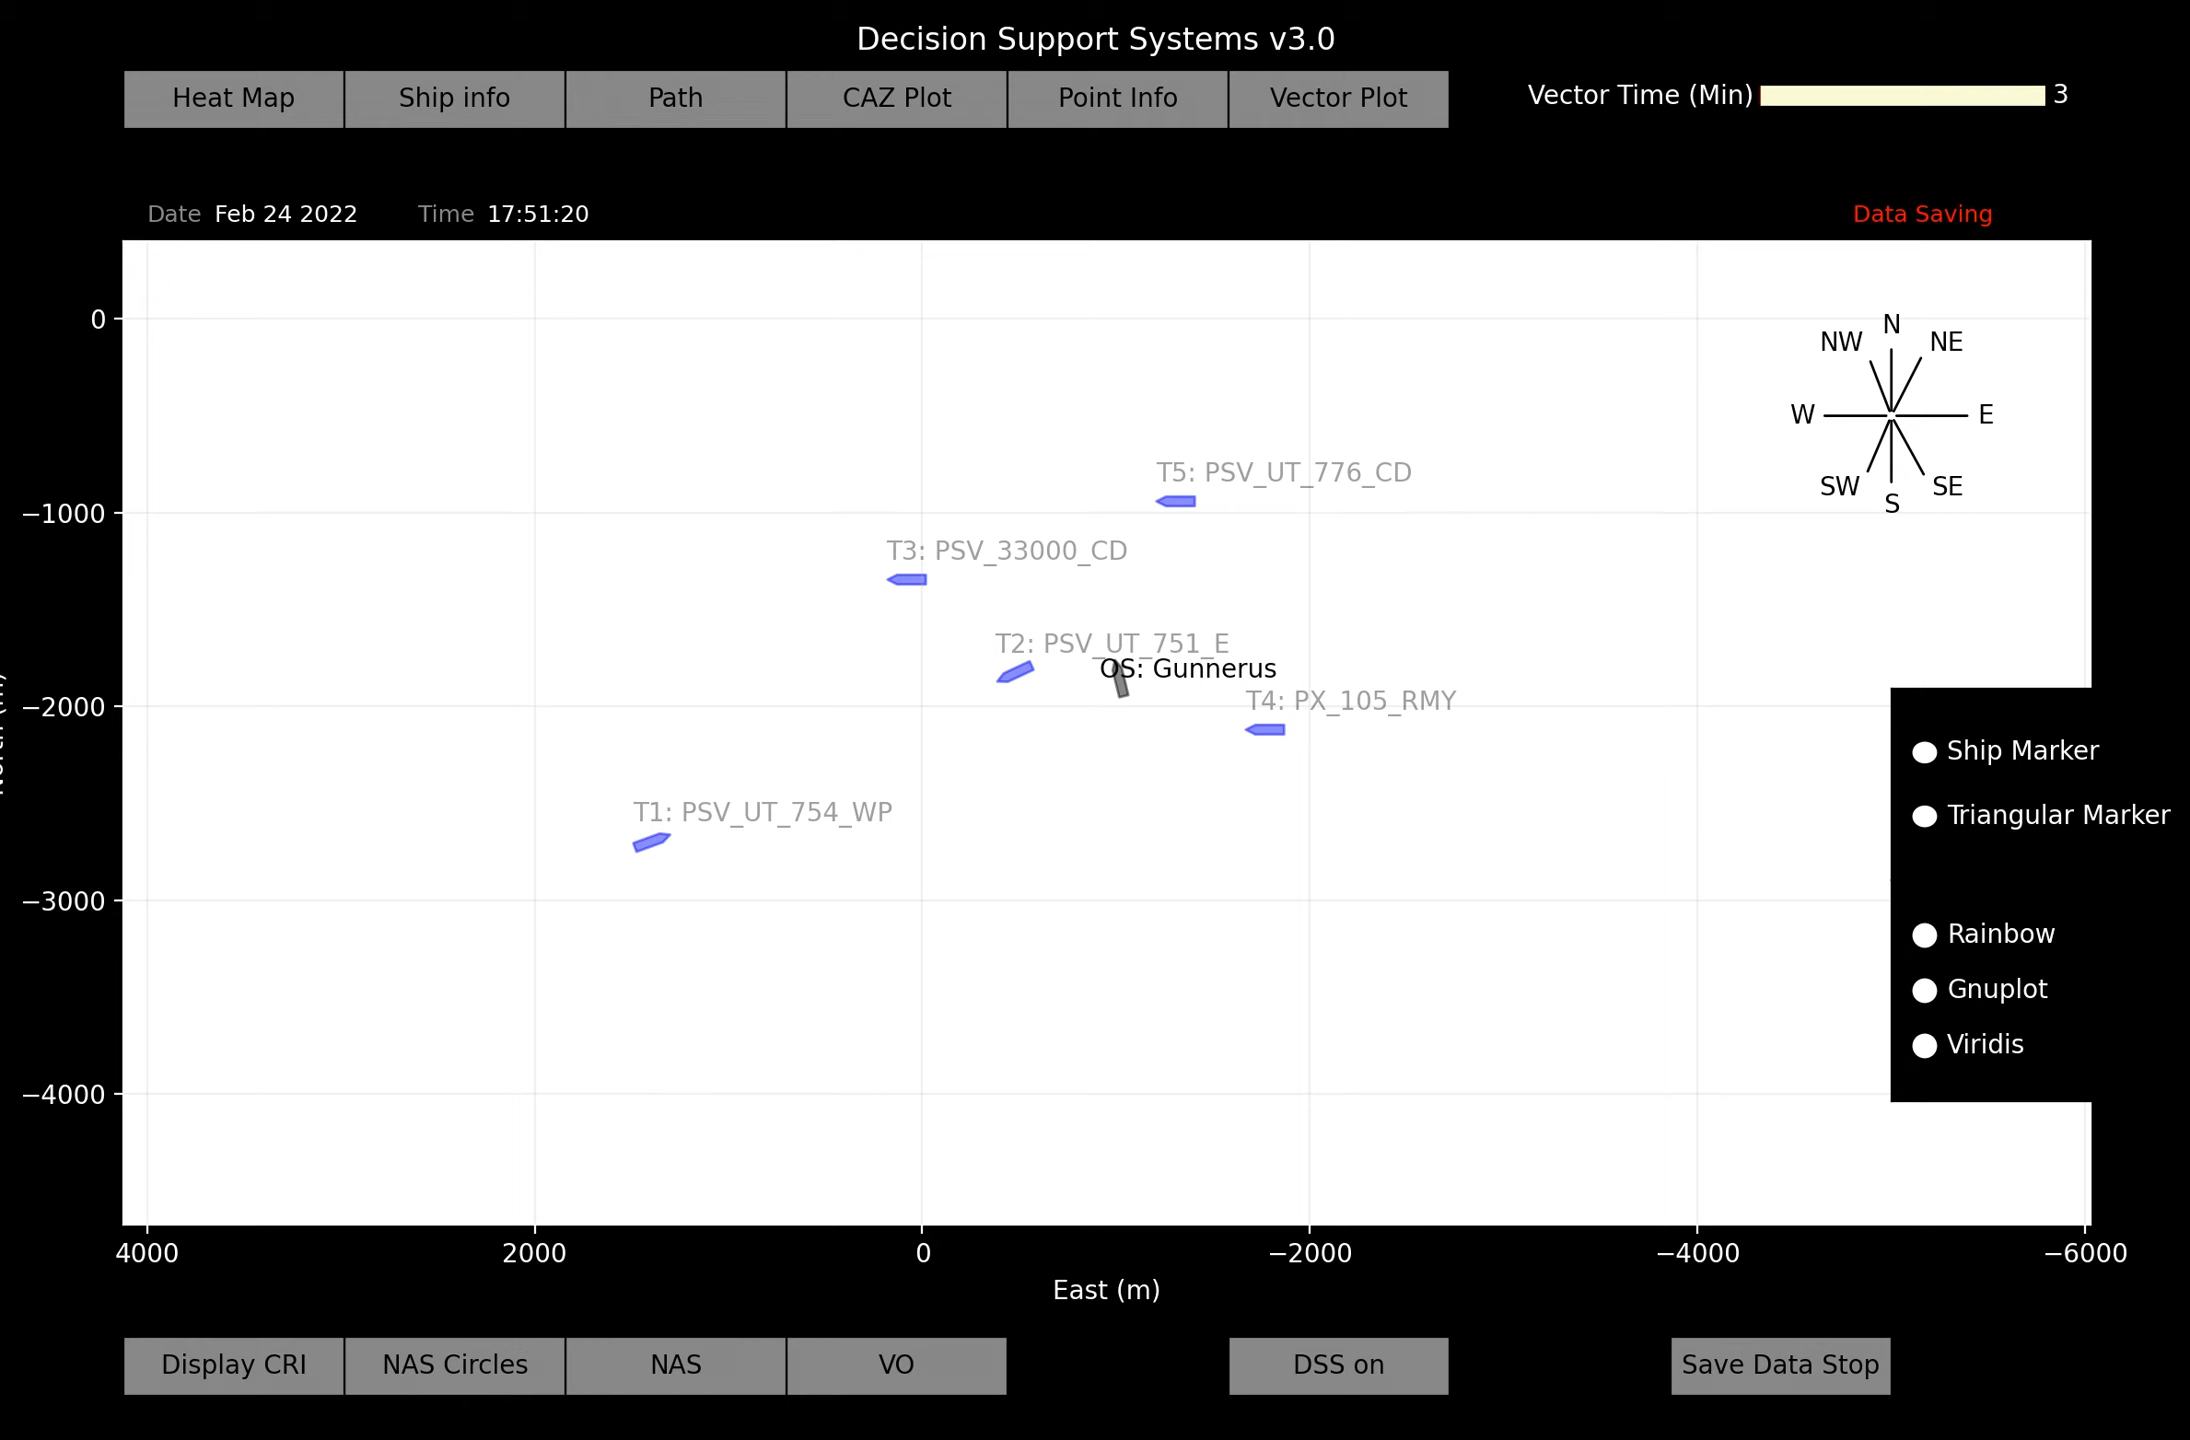 Decision Support Systems v3.0
Heat Map
Ship info
Path
CAZ Plot
Point Info
Vector Plot
Vector Time (Min)
3
Date Feb 24 2022
Time 17:51:20
Data Saving
0
−1000
−2000
−3000
−4000
N
NW
NE
W
E
SW
SE
S
T5: PSV_UT_776_CD
T3: PSV_33000_CD
T2: PSV_UT_751_E
OS: Gunnerus
T4: PX_105_RMY
T1: PSV_UT_754_WP
Ship Marker
Triangular Marker
Rainbow
Gnuplot
Viridis
4000
2000
0
−2000
−4000
−6000
East (m)
Display CRI
NAS Circles
NAS
VO
DSS on
Save Data Stop